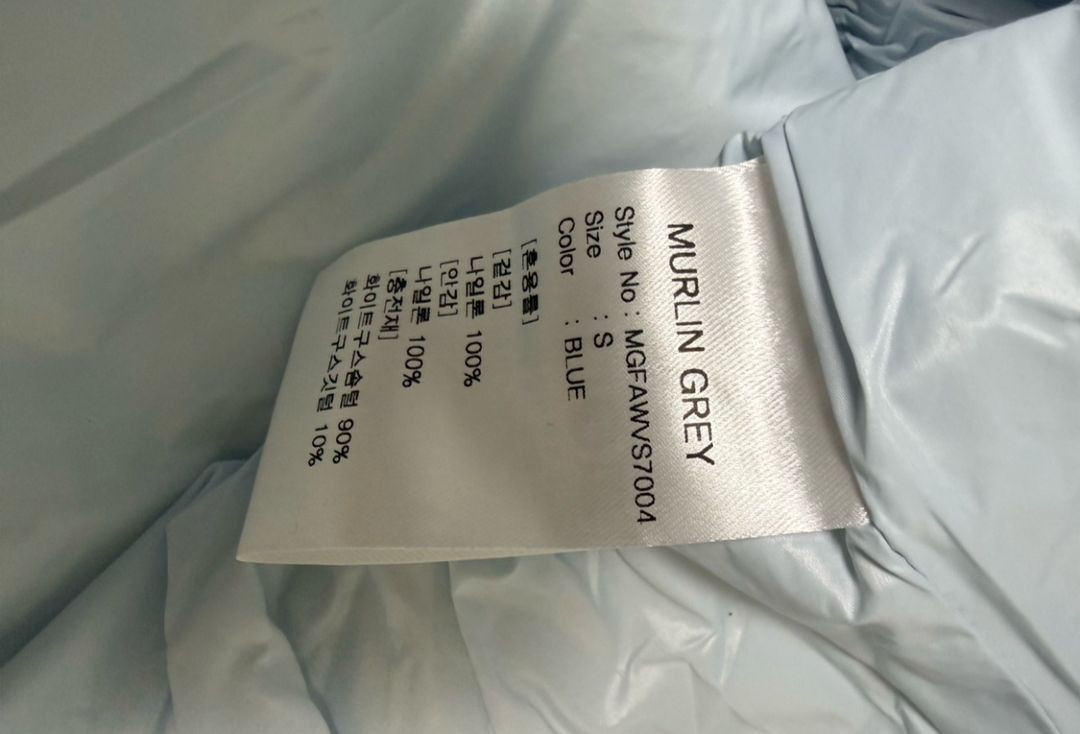 MURLIN GREY
Style No : MGFAWVS7004
Size : S
Color : BLUE
[혼용률]
[겉감]
나일론 100%
[안감]
나일론 100%
[충전재]
화이트구스솜털 90%
화이트구스깃털 10%